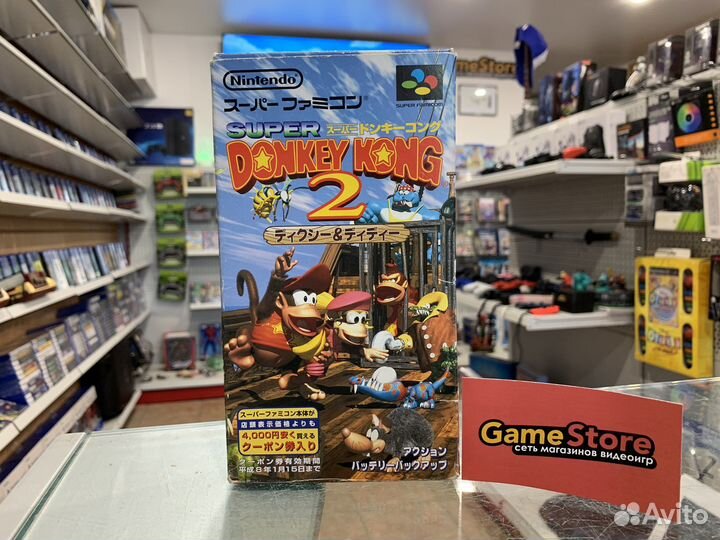 Nintendo
スーパーファミコン
SUPER FAMICOM
SUPER
スーパードンキーコング
DONKEY KONG
2
ディクシー&ディディー
スーパーファミコン本体が
店頭表示価格よりも
4,000円安く買える
クーポン券入り
クーポン券有効期間
平成8年1月15日まで
アクション
バッテリーバックアップ
GameStore
GameStore
сеть магазинов видеоигр
Avito